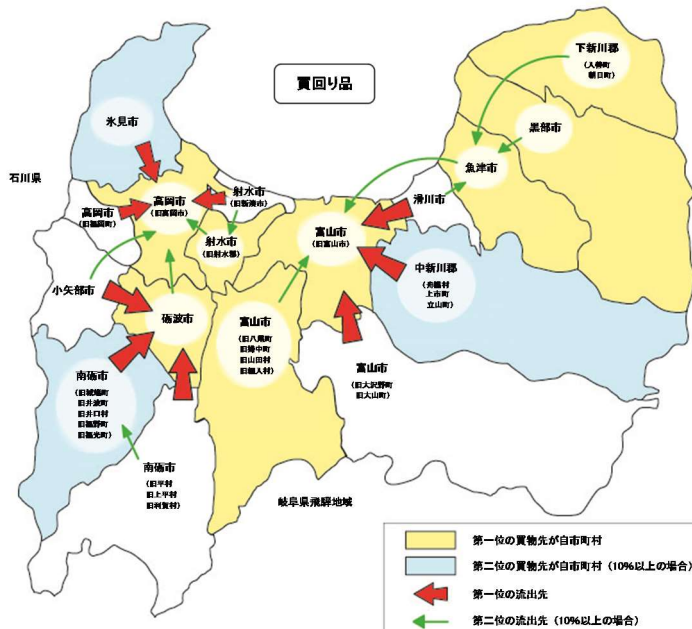 買回り品
下新川郡
(入善町
朝日町)
黒部市
魚津市
滑川市
氷見市
石川県
高岡市
(旧高岡市)
射水市
(旧新湊市)
高岡市
(旧福岡町)
射水市
(旧射水郡)
富山市
(旧富山市)
中新川郡
(舟橋村
上市町
立山町)
小矢部市
砺波市
富山市
(旧八尾町
旧婦中町
旧山田村
旧細入村)
富山市
(旧大沢野町
旧大山町)
南砺市
(旧城端町
旧井波町
旧井口村
旧福野町
旧福光町)
南砺市
(旧平村
旧上平村
旧利賀村)
岐阜県飛騨地域
第一位の買物先が自市町村
第二位の買物先が自市町村(10%以上の場合)
第一位の流出先
第二位の流出先(10%以上の場合)